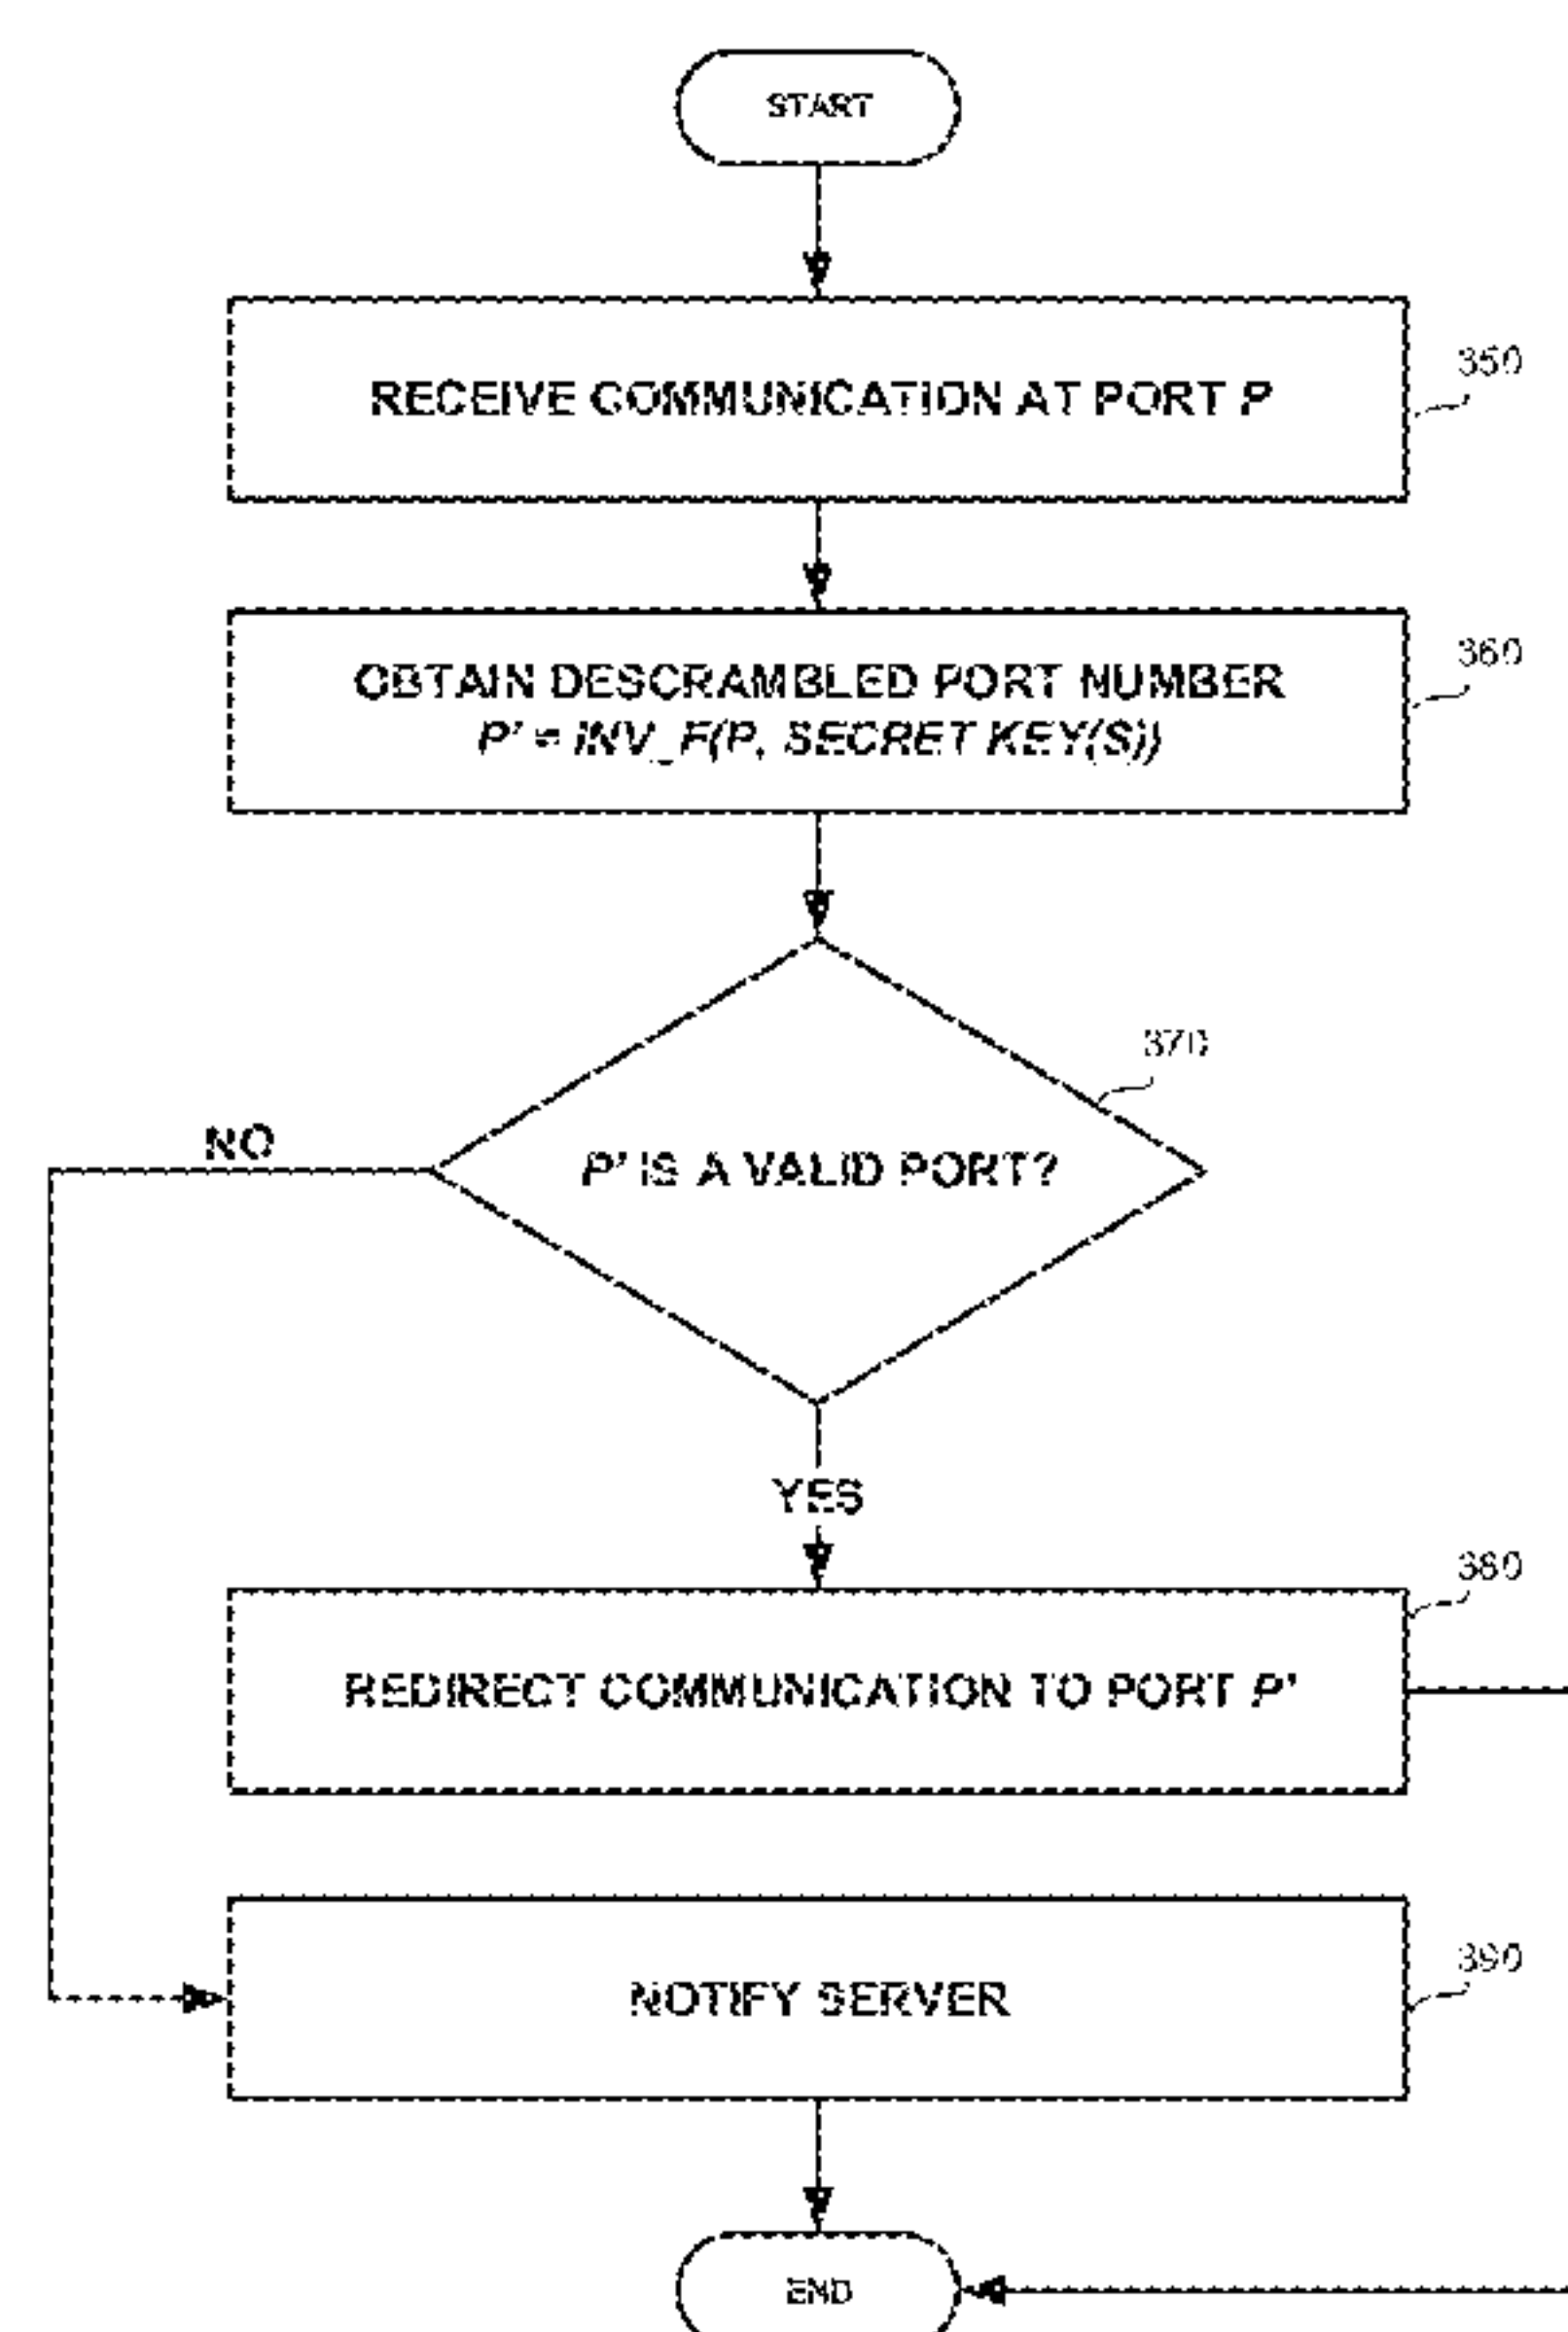 START
RECEIVE COMMUNICATION AT PORT P
350
OBTAIN DESCRAMBLED PORT NUMBER
P' = INV_F(P, SECRET KEY(S))
360
370
P' IS A VALID PORT?
NO
YES
380
REDIRECT COMMUNICATION TO PORT P'
390
NOTIFY SERVER
END